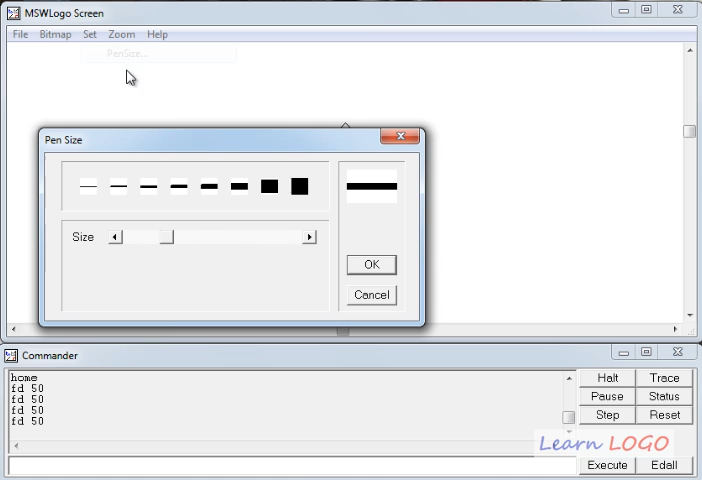 MSWLogo Screen
File Bitmap Set Zoom Help
PenSize...
Pen Size
Size
OK
Cancel
Commander
home
fd 50
fd 50
fd 50
fd 50
Halt Trace
Pause Status
Step Reset
Learn LOGO
Execute Edall